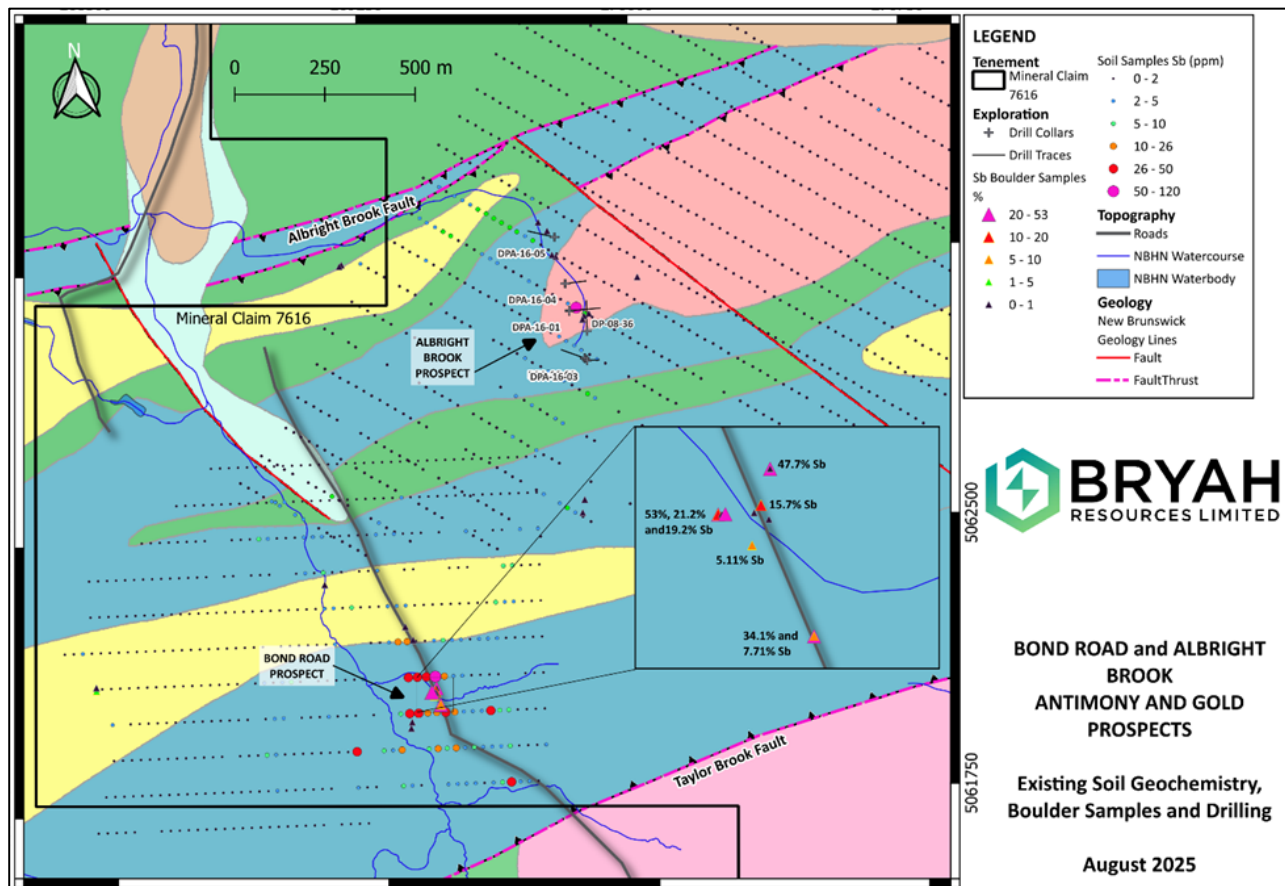 N
0 250 500 m
Albright Brook Fault
Mineral Claim 7616
DPA-16-05
DPA-16-04
DPA-16-01
DP-08-36
DPA-16-03
ALBRIGHT
BROOK
PROSPECT
47.7% Sb
15.7% Sb
53%, 21.2%
and19.2% Sb
5.11% Sb
34.1% and
7.71% Sb
BOND ROAD
PROSPECT
Taylor Brook Fault
5062500
5061750
LEGEND
Tenement
Mineral Claim
7616
Exploration
Drill Collars
Drill Traces
Sb Boulder Samples
%
20 - 53
10 - 20
5 - 10
1 - 5
0 - 1
Soil Samples Sb (ppm)
0 - 2
2 - 5
5 - 10
10 - 26
26 - 50
50 - 120
Topography
Roads
NBHN Watercourse
NBHN Waterbody
Geology
New Brunswick
Geology Lines
Fault
FaultThrust
BRYAH
RESOURCES LIMITED
BOND ROAD and ALBRIGHT
BROOK
ANTIMONY AND GOLD
PROSPECTS
Existing Soil Geochemistry,
Boulder Samples and Drilling
August 2025